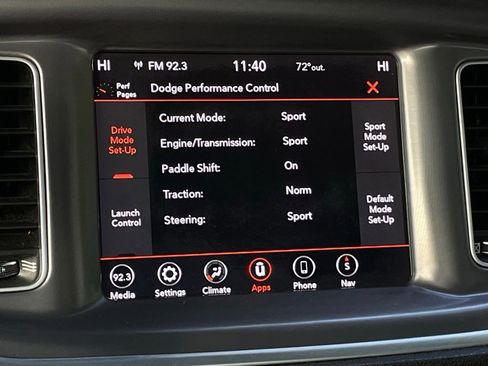 HI FM 92.3 11:40 72°out. HI
Perf
Pages
Dodge Performance Control
Drive
Mode
Set-Up
Launch
Control
Current Mode: Sport
Engine/Transmission: Sport
Paddle Shift: On
Traction: Norm
Steering: Sport
Sport
Mode
Set-Up
Default
Mode
Set-Up
92.3 S
Media Settings Climate Apps Phone Nav